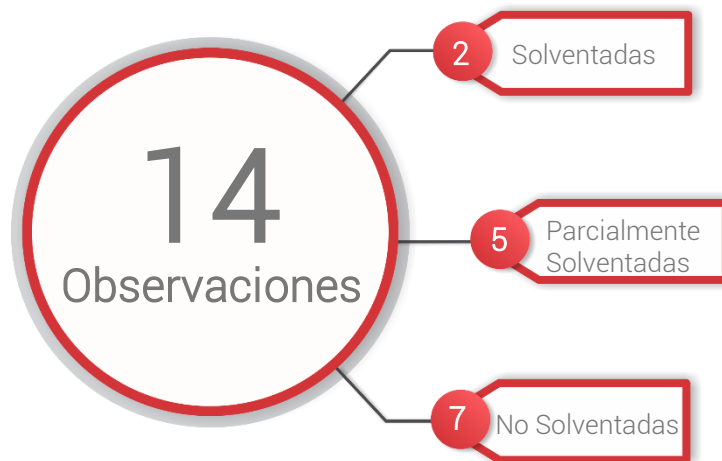 14
Observaciones
2
Solventadas
5
Parcialmente
Solventadas
7
No Solventadas